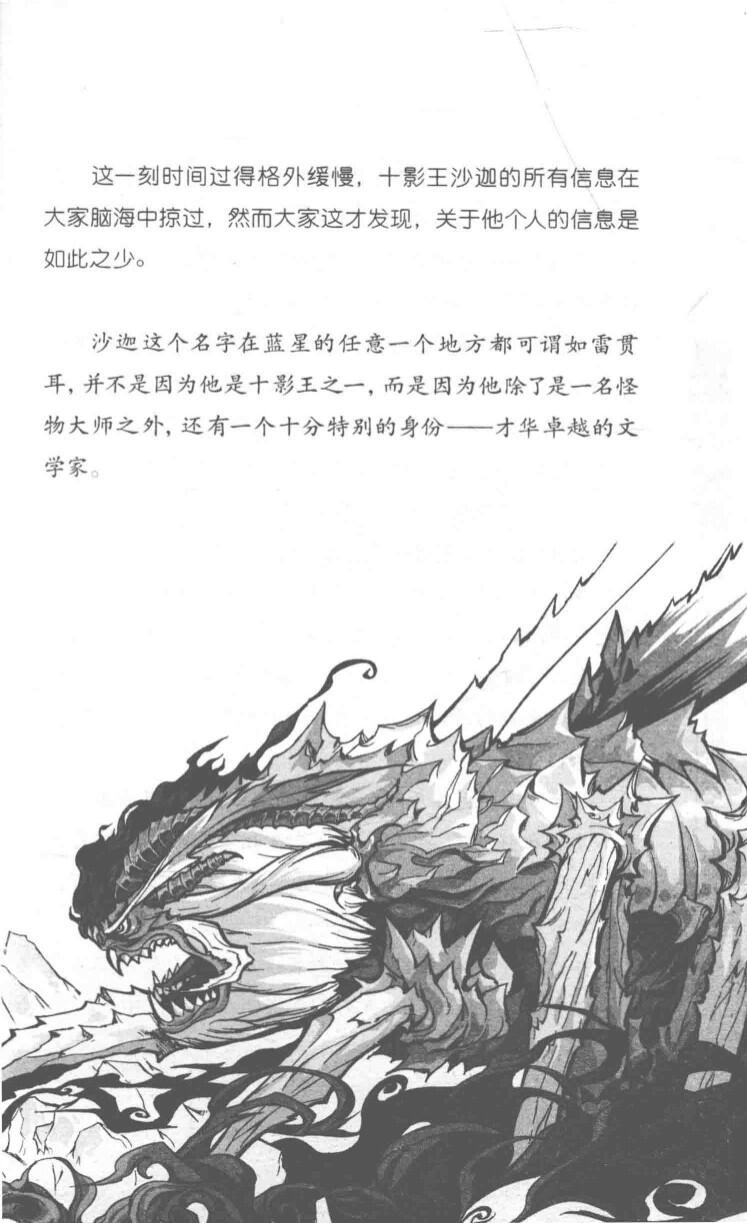 这一刻时间过得格外缓慢，十影王沙迦的所有信息在
大家脑海中掠过，然而大家这才发现，关于他个人的信息是
如此之少。
沙迦这个名字在蓝星的任意一个地方都可谓如雷贯
耳，并不是因为他是十影王之一，而是因为他除了是一名怪
物大师之外，还有一个十分特别的身份——才华卓越的文
学家。